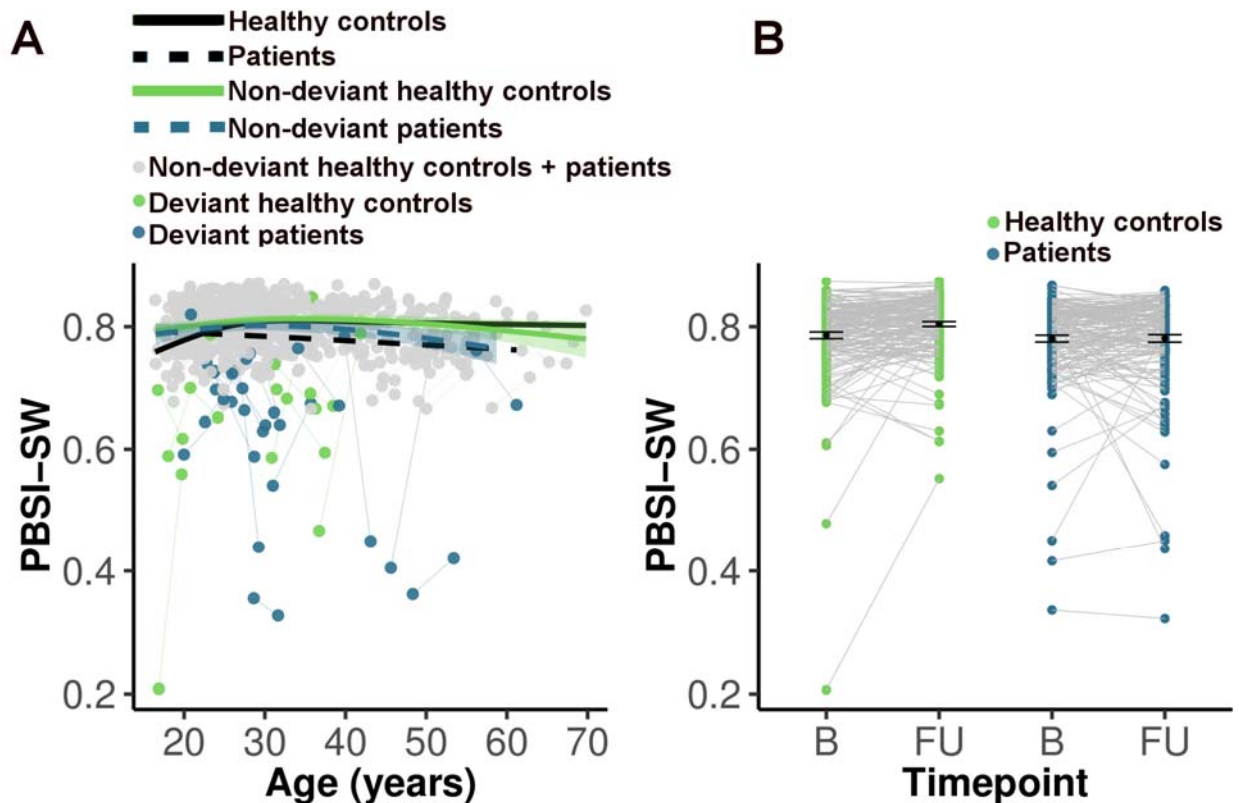 A
Healthy controls
Patients
Non-deviant healthy controls
Non-deviant patients
Non-deviant healthy controls + patients
Deviant healthy controls
Deviant patients
PBSI–SW
0.8
0.6
0.4
0.2
20 30 40 50 60 70
Age (years)
B
Healthy controls
Patients
PBSI–SW
0.8
0.6
0.4
0.2
B FU B FU
Timepoint